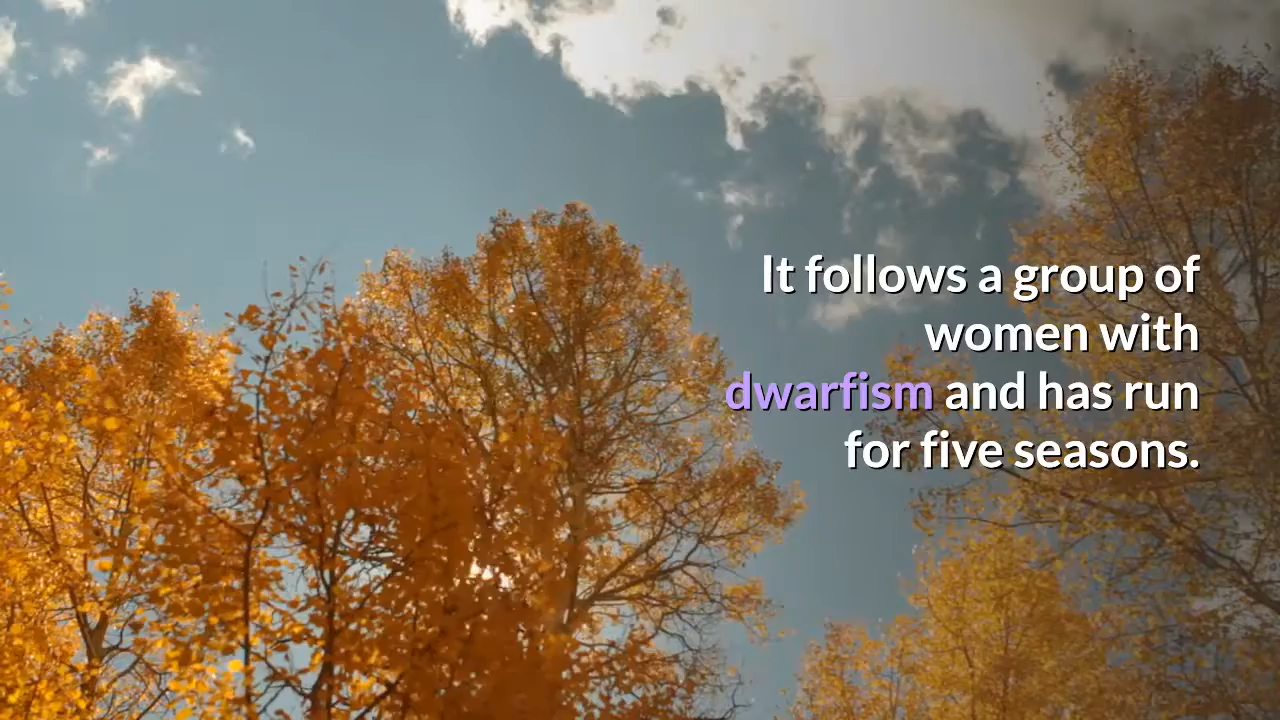 It follows a group of
women with
dwarfism and has run
for five seasons.